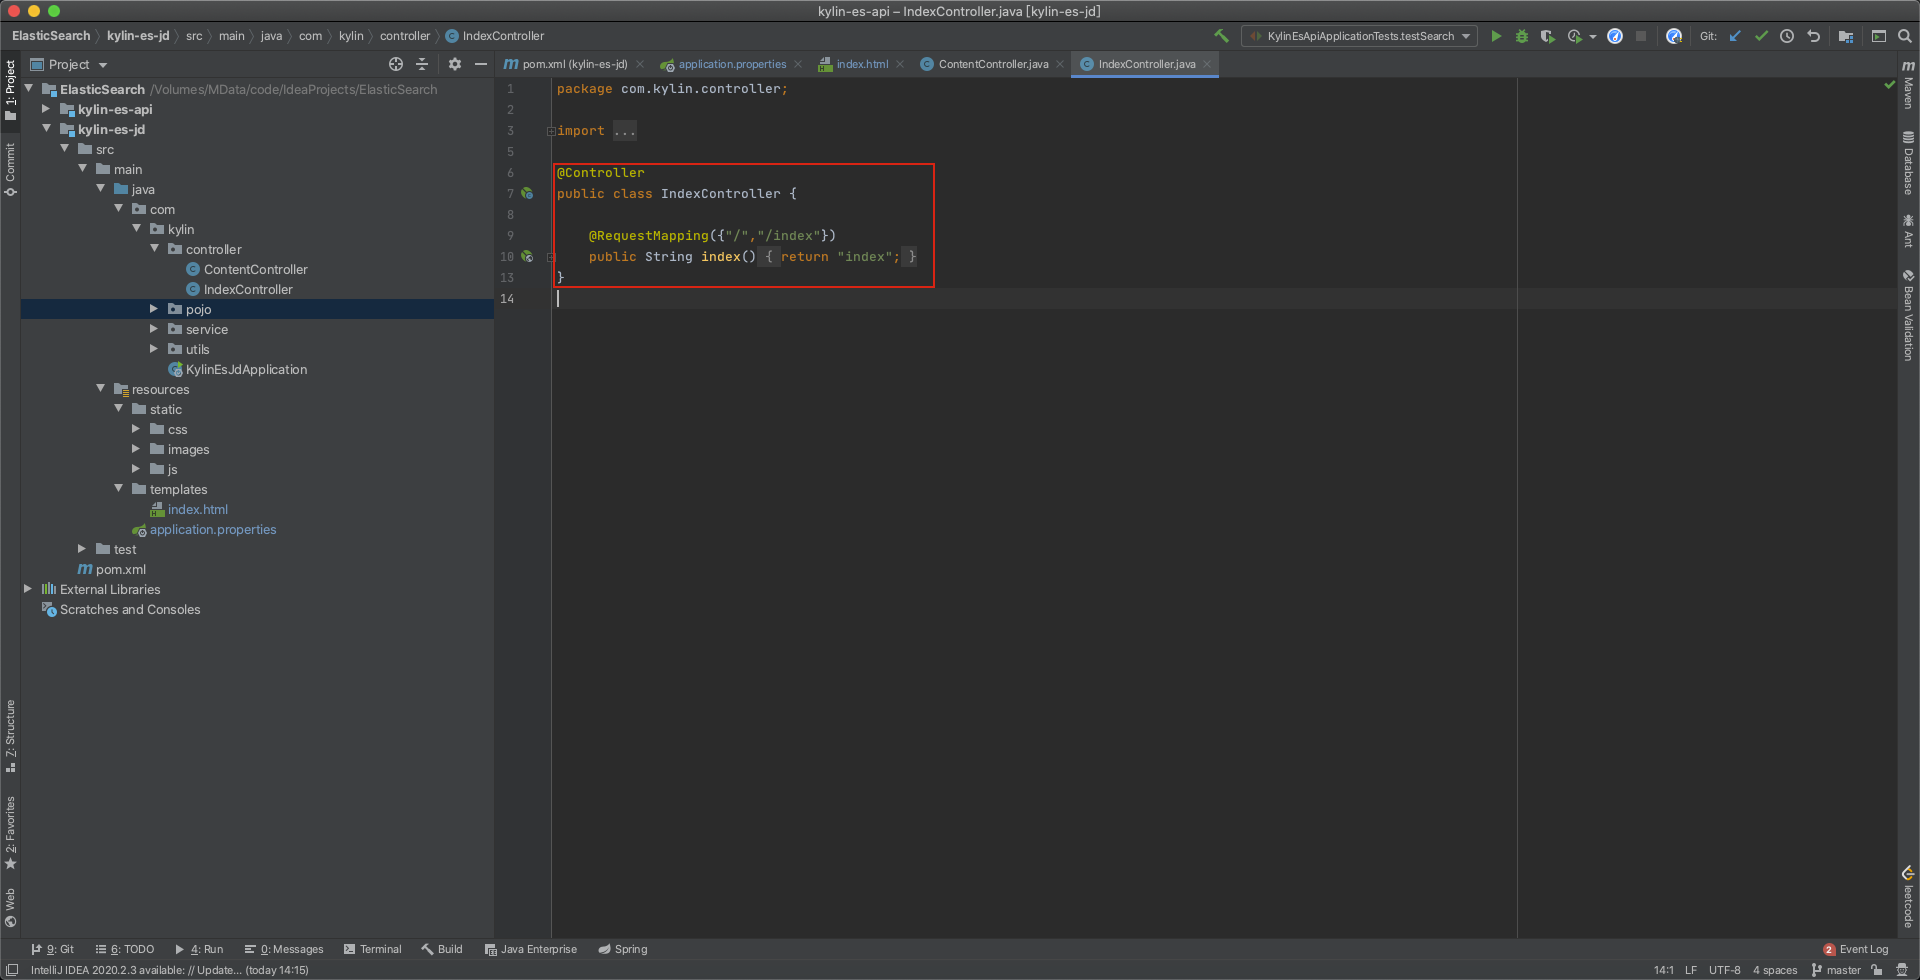 kylin-es-api – IndexController.java [kylin-es-jd]
ElasticSearch kylin-es-jd src main java com kylin controller IndexController
KylinEsApiApplicationTests.testSearch
Git:
Project
pom.xml (kylin-es-jd) application.properties index.html ContentController.java IndexController.java
1: Project
Commit
7: Structure
2: Favorites
Web
ElasticSearch /Volumes/MData/code/IdeaProjects/ElasticSearch
kylin-es-api
kylin-es-jd
src
main
java
com
kylin
controller
ContentController
IndexController
pojo
service
utils
KylinEsJdApplication
resources
static
css
images
js
templates
index.html
application.properties
test
pom.xml
External Libraries
Scratches and Consoles
1 package com.kylin.controller;
2
3 import ...
5
6 @Controller
7 public class IndexController {
8
9 @RequestMapping({"/","/index"})
10 public String index() { return "index"; }
13 }
14
Maven
Database
Ant
Bean Validation
leetcode
9: Git 6: TODO 4: Run 0: Messages Terminal Build Java Enterprise Spring
2 Event Log
IntelliJ IDEA 2020.2.3 available: // Update... (today 14:15)
14:1 LF UTF-8 4 spaces master